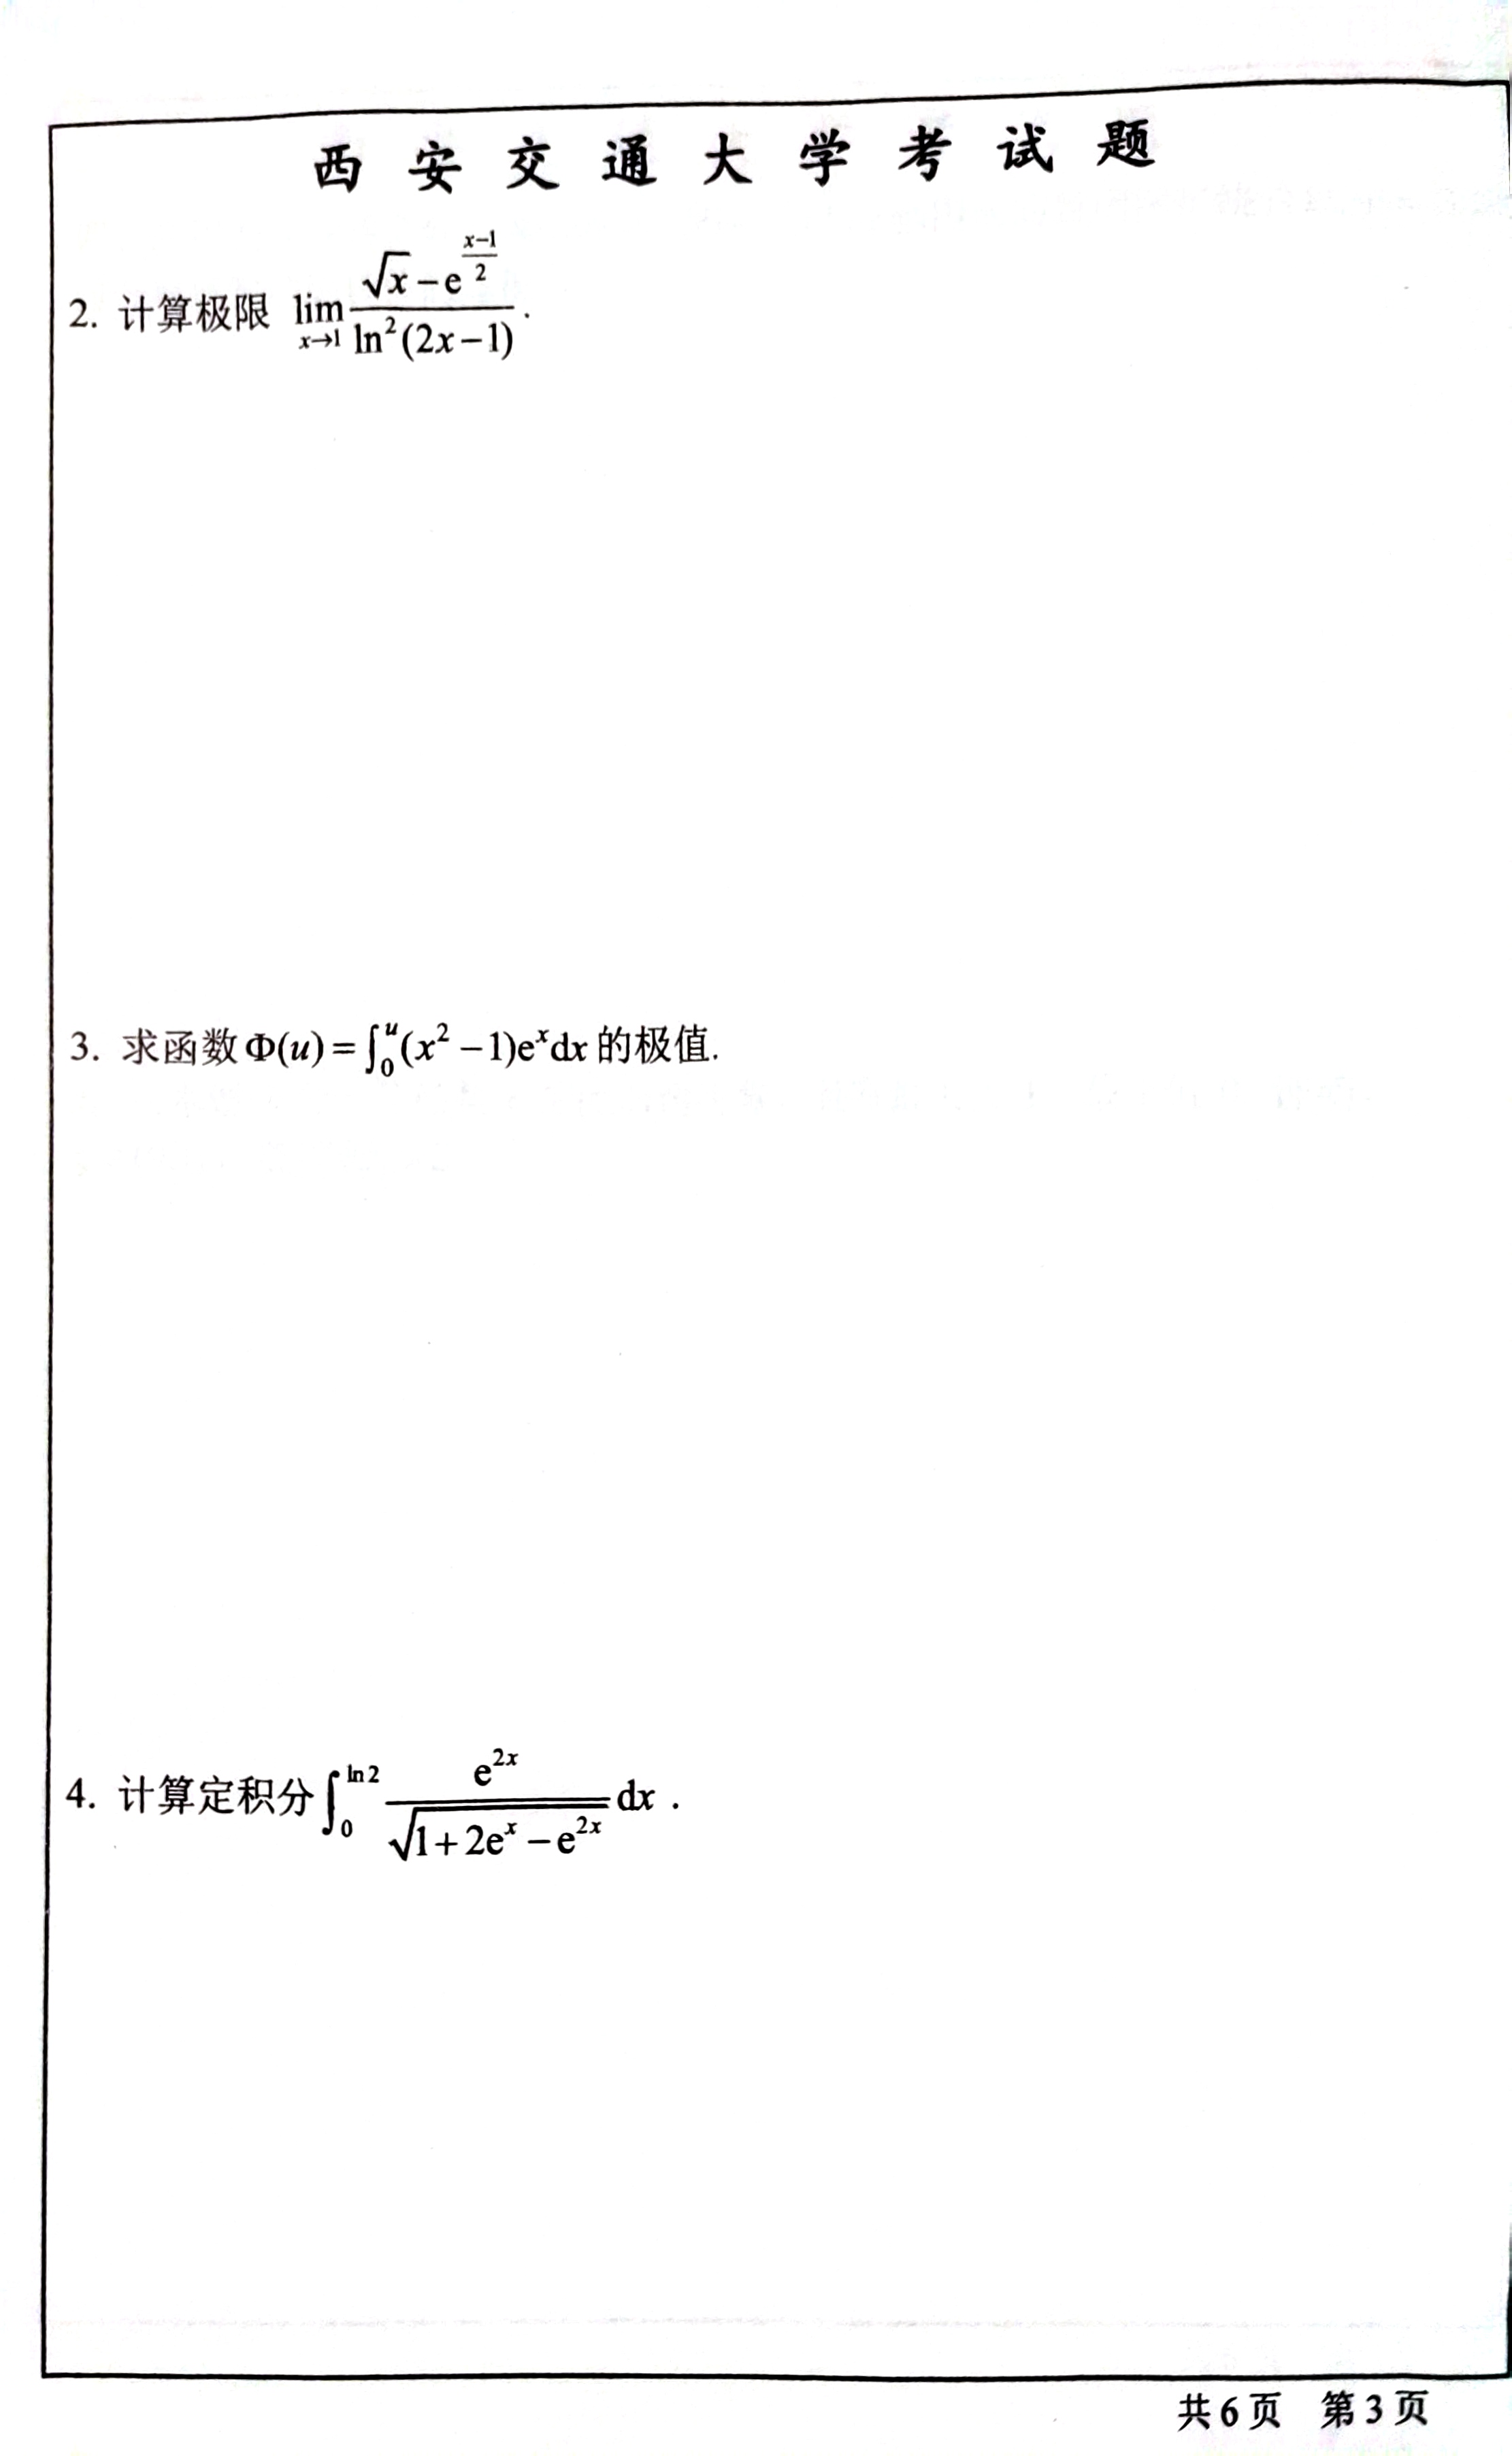 西安交通大学考试题
2. 计算极限 $\lim_{x \to 1} \frac{\sqrt{x} - e^{\frac{x-1}{2}}}{\ln^2(2x-1)}$.
3. 求函数 $\Phi(u) = \int_0^u (x^2-1)e^x dx$ 的极值.
4. 计算定积分 $\int_0^{\ln 2} \frac{e^{2x}}{\sqrt{1+2e^x-e^{2x}}} dx$.
共6页 第3页